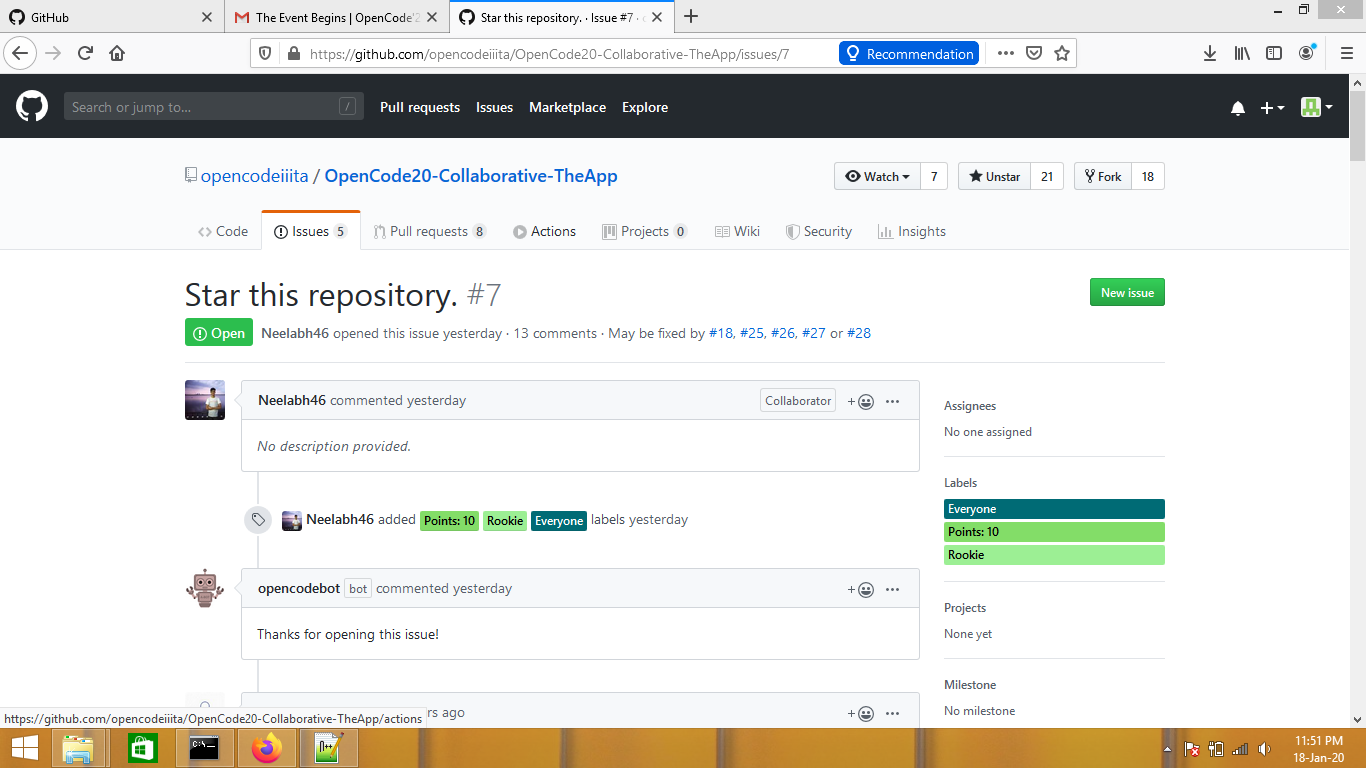 GitHub
The Event Begins | OpenCode'2
Star this repository. · Issue #7 ·
https://github.com/opencodeiiita/OpenCode20-Collaborative-TheApp/issues/7
Recommendation
Search or jump to…
/
Pull requests
Issues
Marketplace
Explore
opencodeiiita / OpenCode20-Collaborative-TheApp
Watch 7
Unstar 21
Fork 18
Code
Issues 5
Pull requests 8
Actions
Projects 0
Wiki
Security
Insights
Star this repository. #7
New issue
Open
Neelabh46 opened this issue yesterday · 13 comments · May be fixed by #18, #25, #26, #27 or #28
Neelabh46 commented yesterday
Collaborator
No description provided.
Neelabh46 added Points: 10 Rookie Everyone labels yesterday
opencodebot bot commented yesterday
Thanks for opening this issue!
rs ago
Assignees
No one assigned
Labels
Everyone
Points: 10
Rookie
Projects
None yet
Milestone
No milestone
https://github.com/opencodeiiita/OpenCode20-Collaborative-TheApp/actions
11:51 PM
18-Jan-20